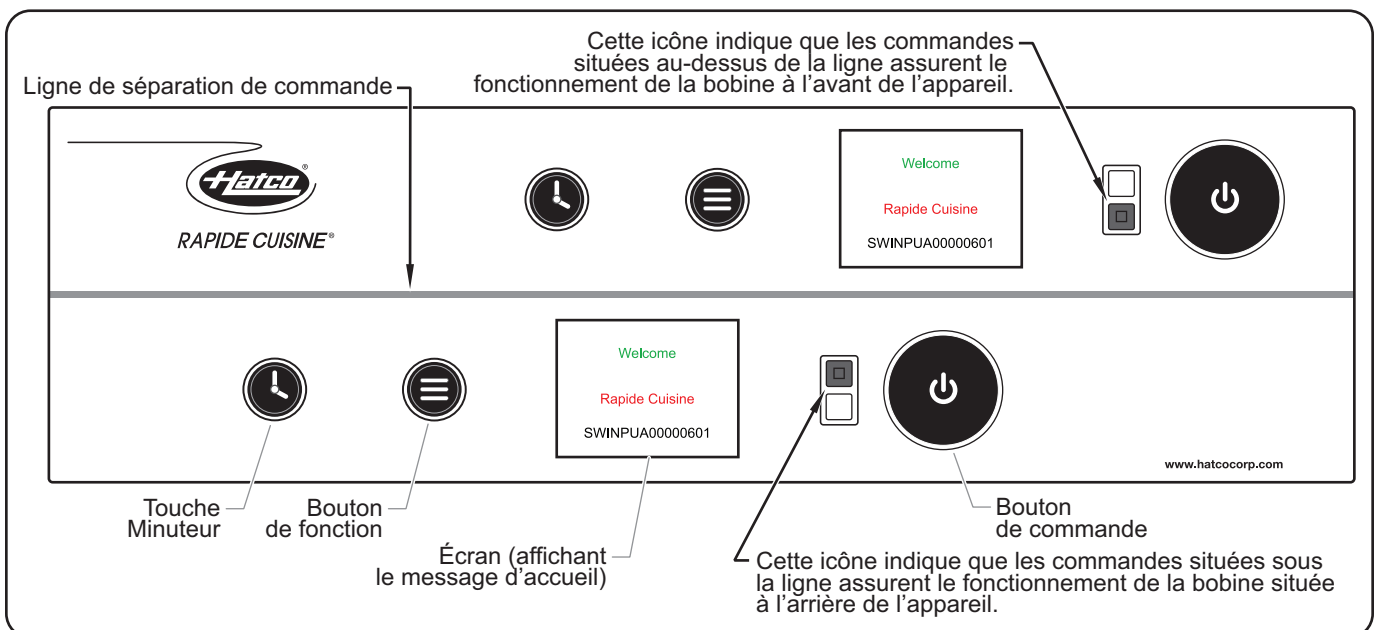 Cette icône indique que les commandes
situées au-dessus de la ligne assurent le
fonctionnement de la bobine à l’avant de l’appareil.
Ligne de séparation de commande
Hatco®
RAPIDE CUISINE®
Welcome
Rapide Cuisine
SWINPUA00000601
Welcome
Rapide Cuisine
SWINPUA00000601
www.hatcocorp.com
Touche
Minuteur
Bouton
de fonction
Écran (affichant
le message d’accueil)
Bouton
de commande
Cette icône indique que les commandes situées sous
la ligne assurent le fonctionnement de la bobine située
à l’arrière de l’appareil.